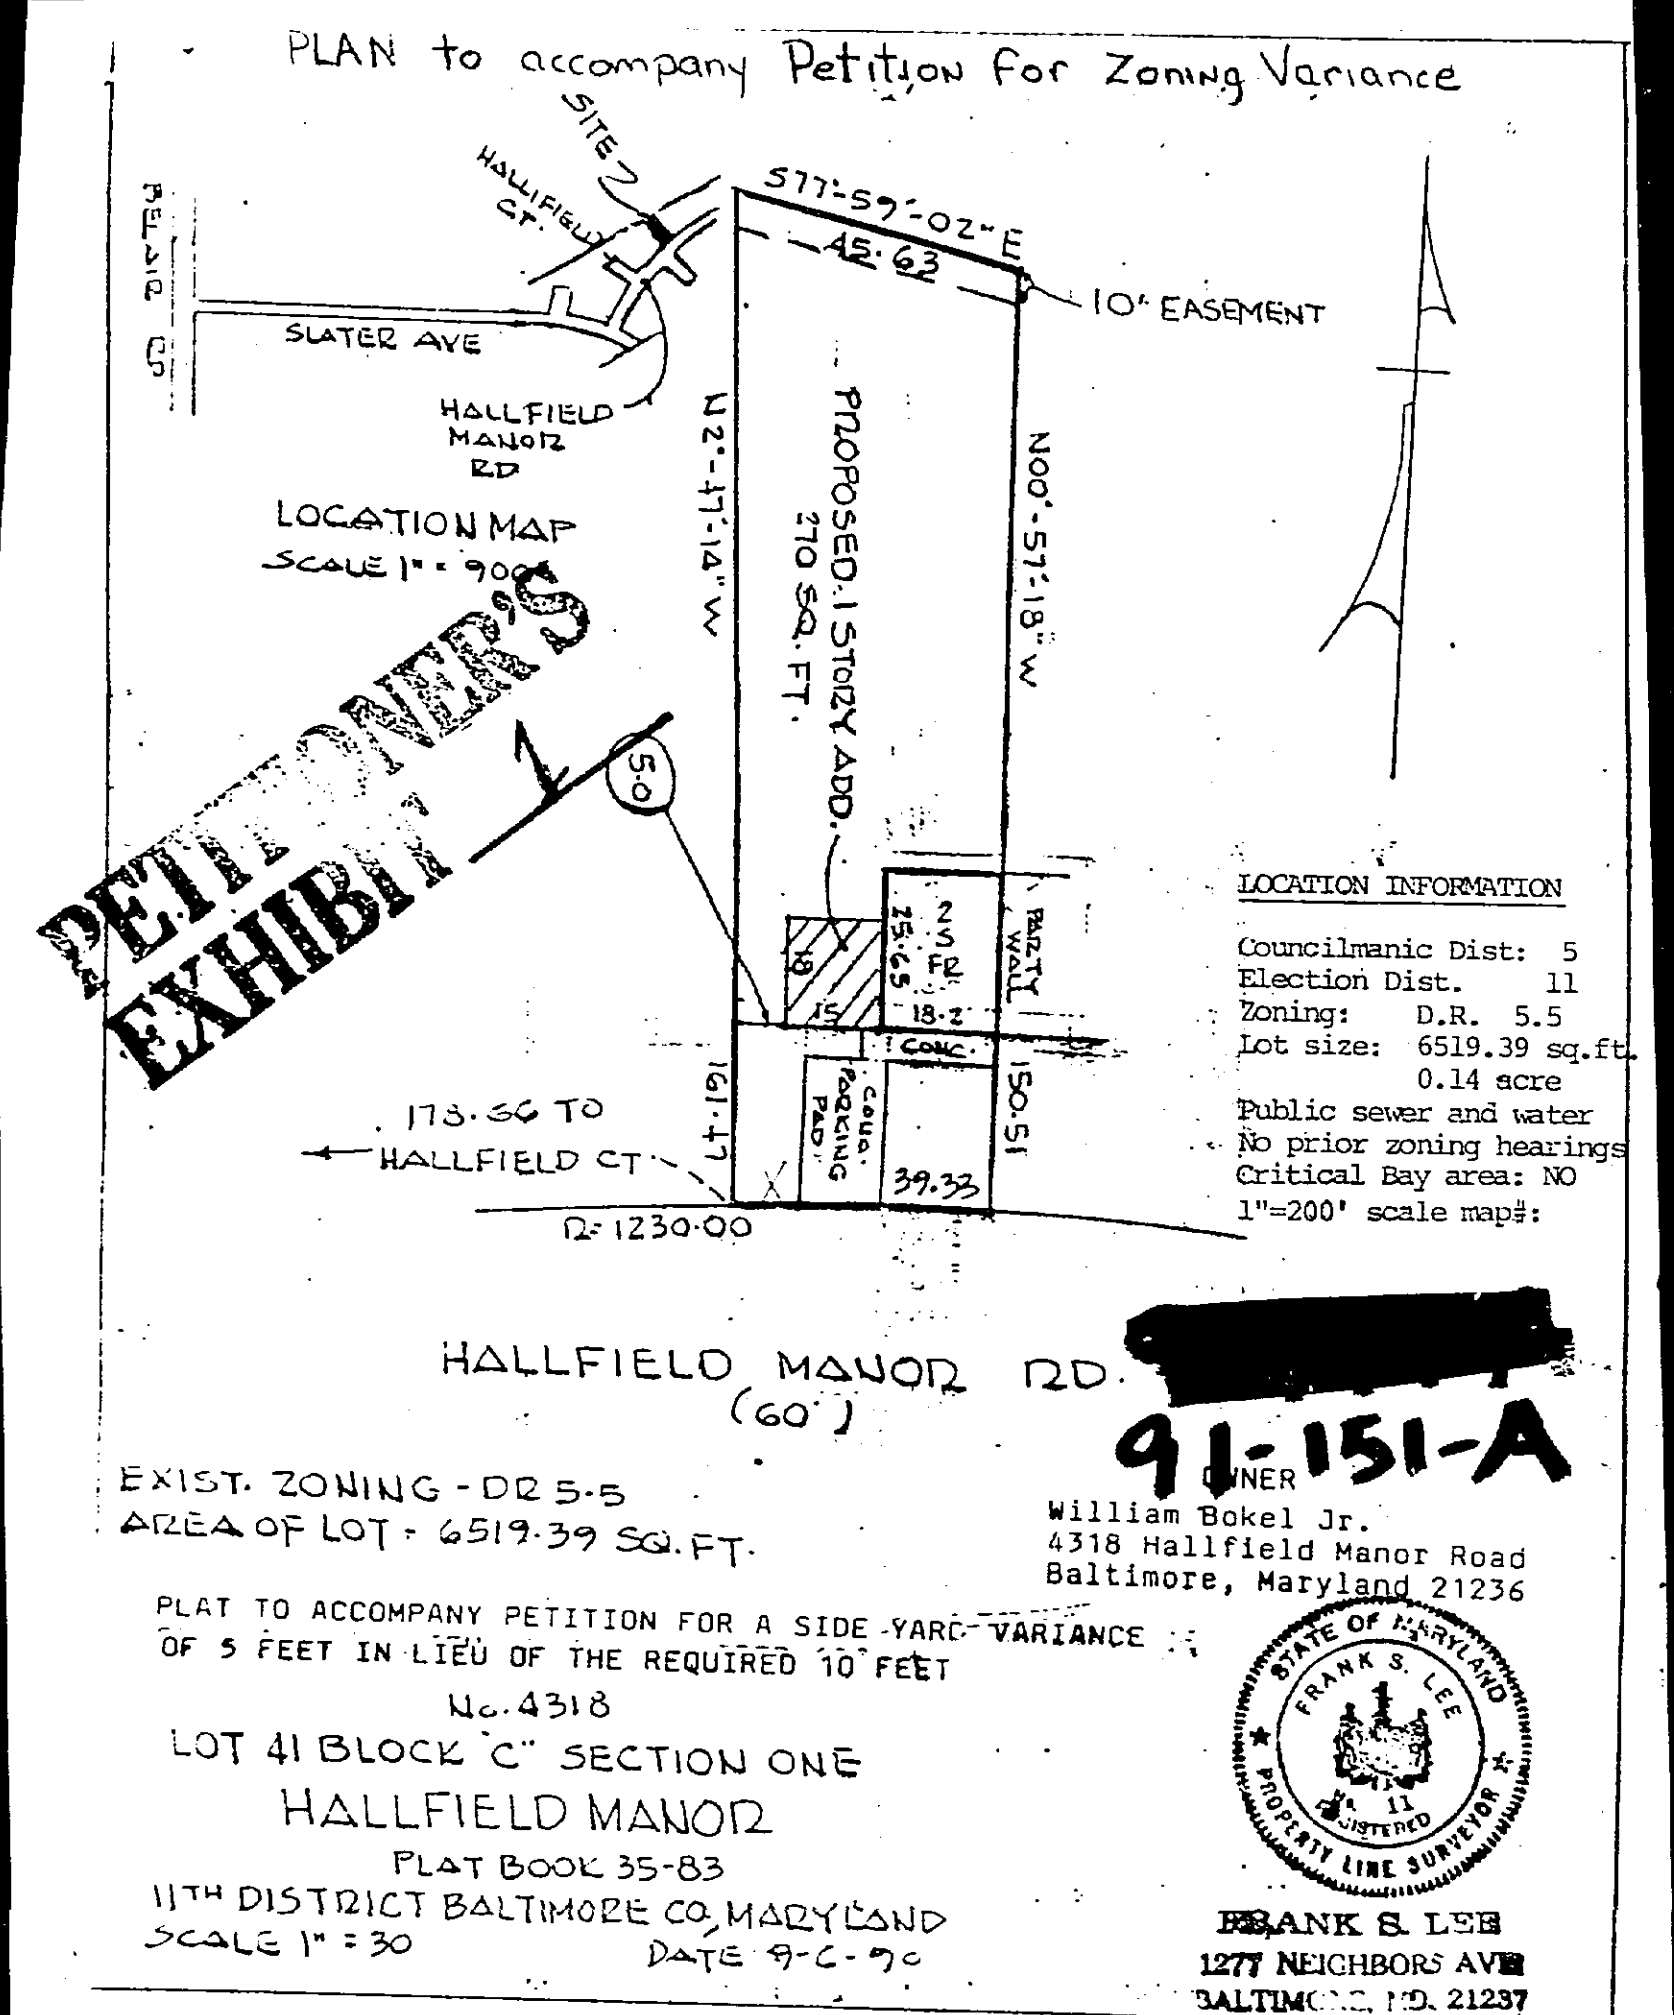 PLAN to accompany Petition for Zoning Variance
SITE
HALLIFIELD
CT.
BELAIR
SLATER AVE
HALLFIELD
MANOR
RD
LOCATION MAP
SCALE 1" =
S77°-59'-02" E
45.63
10' EASEMENT
N2°-47'-14" W
N00°-57'-18" W
PROPOSED 1 STORY ADD.
270 SQ. FT.
PETITIONER'S
EXHIBIT 1
5.0
2
S
FR
25.65
18.2
18
15
PARTY
WALL
CONC.
CONC.
PARKING
PAD
161.47
150.51
39.33
TO
HALLFIELD CT.
R=1230.00
LOCATION INFORMATION
Councilmanic Dist: 5
Election Dist. 11
Zoning: D.R. 5.5
Lot size: 6519.39 sq.ft.
0.14 acre
Public sewer and water
No prior zoning hearings
Critical Bay area: NO
1"=200' scale map#:
HALLFIELD MANOR RD.
(60')
91-151-A
OWNER
William Bokel Jr.
4318 Hallfield Manor Road
Baltimore, Maryland 21236
EXIST. ZONING - DR 5.5
AREA OF LOT = 6519.39 SQ. FT.
PLAT TO ACCOMPANY PETITION FOR A SIDE YARD VARIANCE
OF 5 FEET IN LIEU OF THE REQUIRED 10 FEET
No. 4318
LOT 41 BLOCK "C" SECTION ONE
HALLFIELD MANOR
PLAT BOOK 35-83
11TH DISTRICT BALTIMORE CO, MARYLAND
SCALE 1" = 30
DATE 9-6-90
STATE OF MARYLAND
FRANK S. LEE
11
REGISTERED
PROPERTY LINE SURVEYOR
FRANK S. LEE
1277 NEIGHBORS AVE
BALTIMORE, MD. 21237